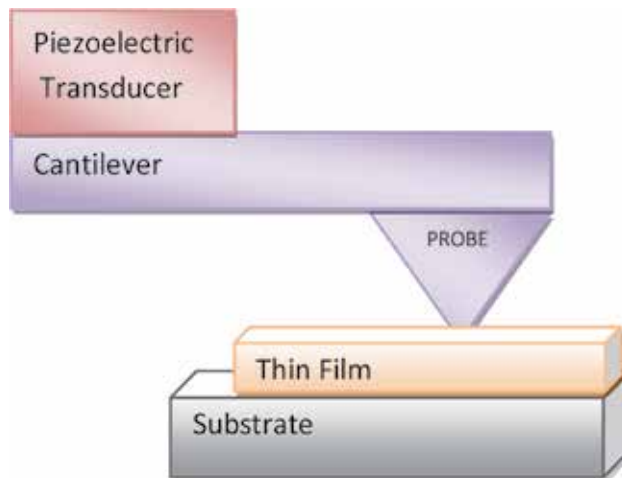 Piezoelectric
Transducer
Cantilever
PROBE
Thin Film
Substrate